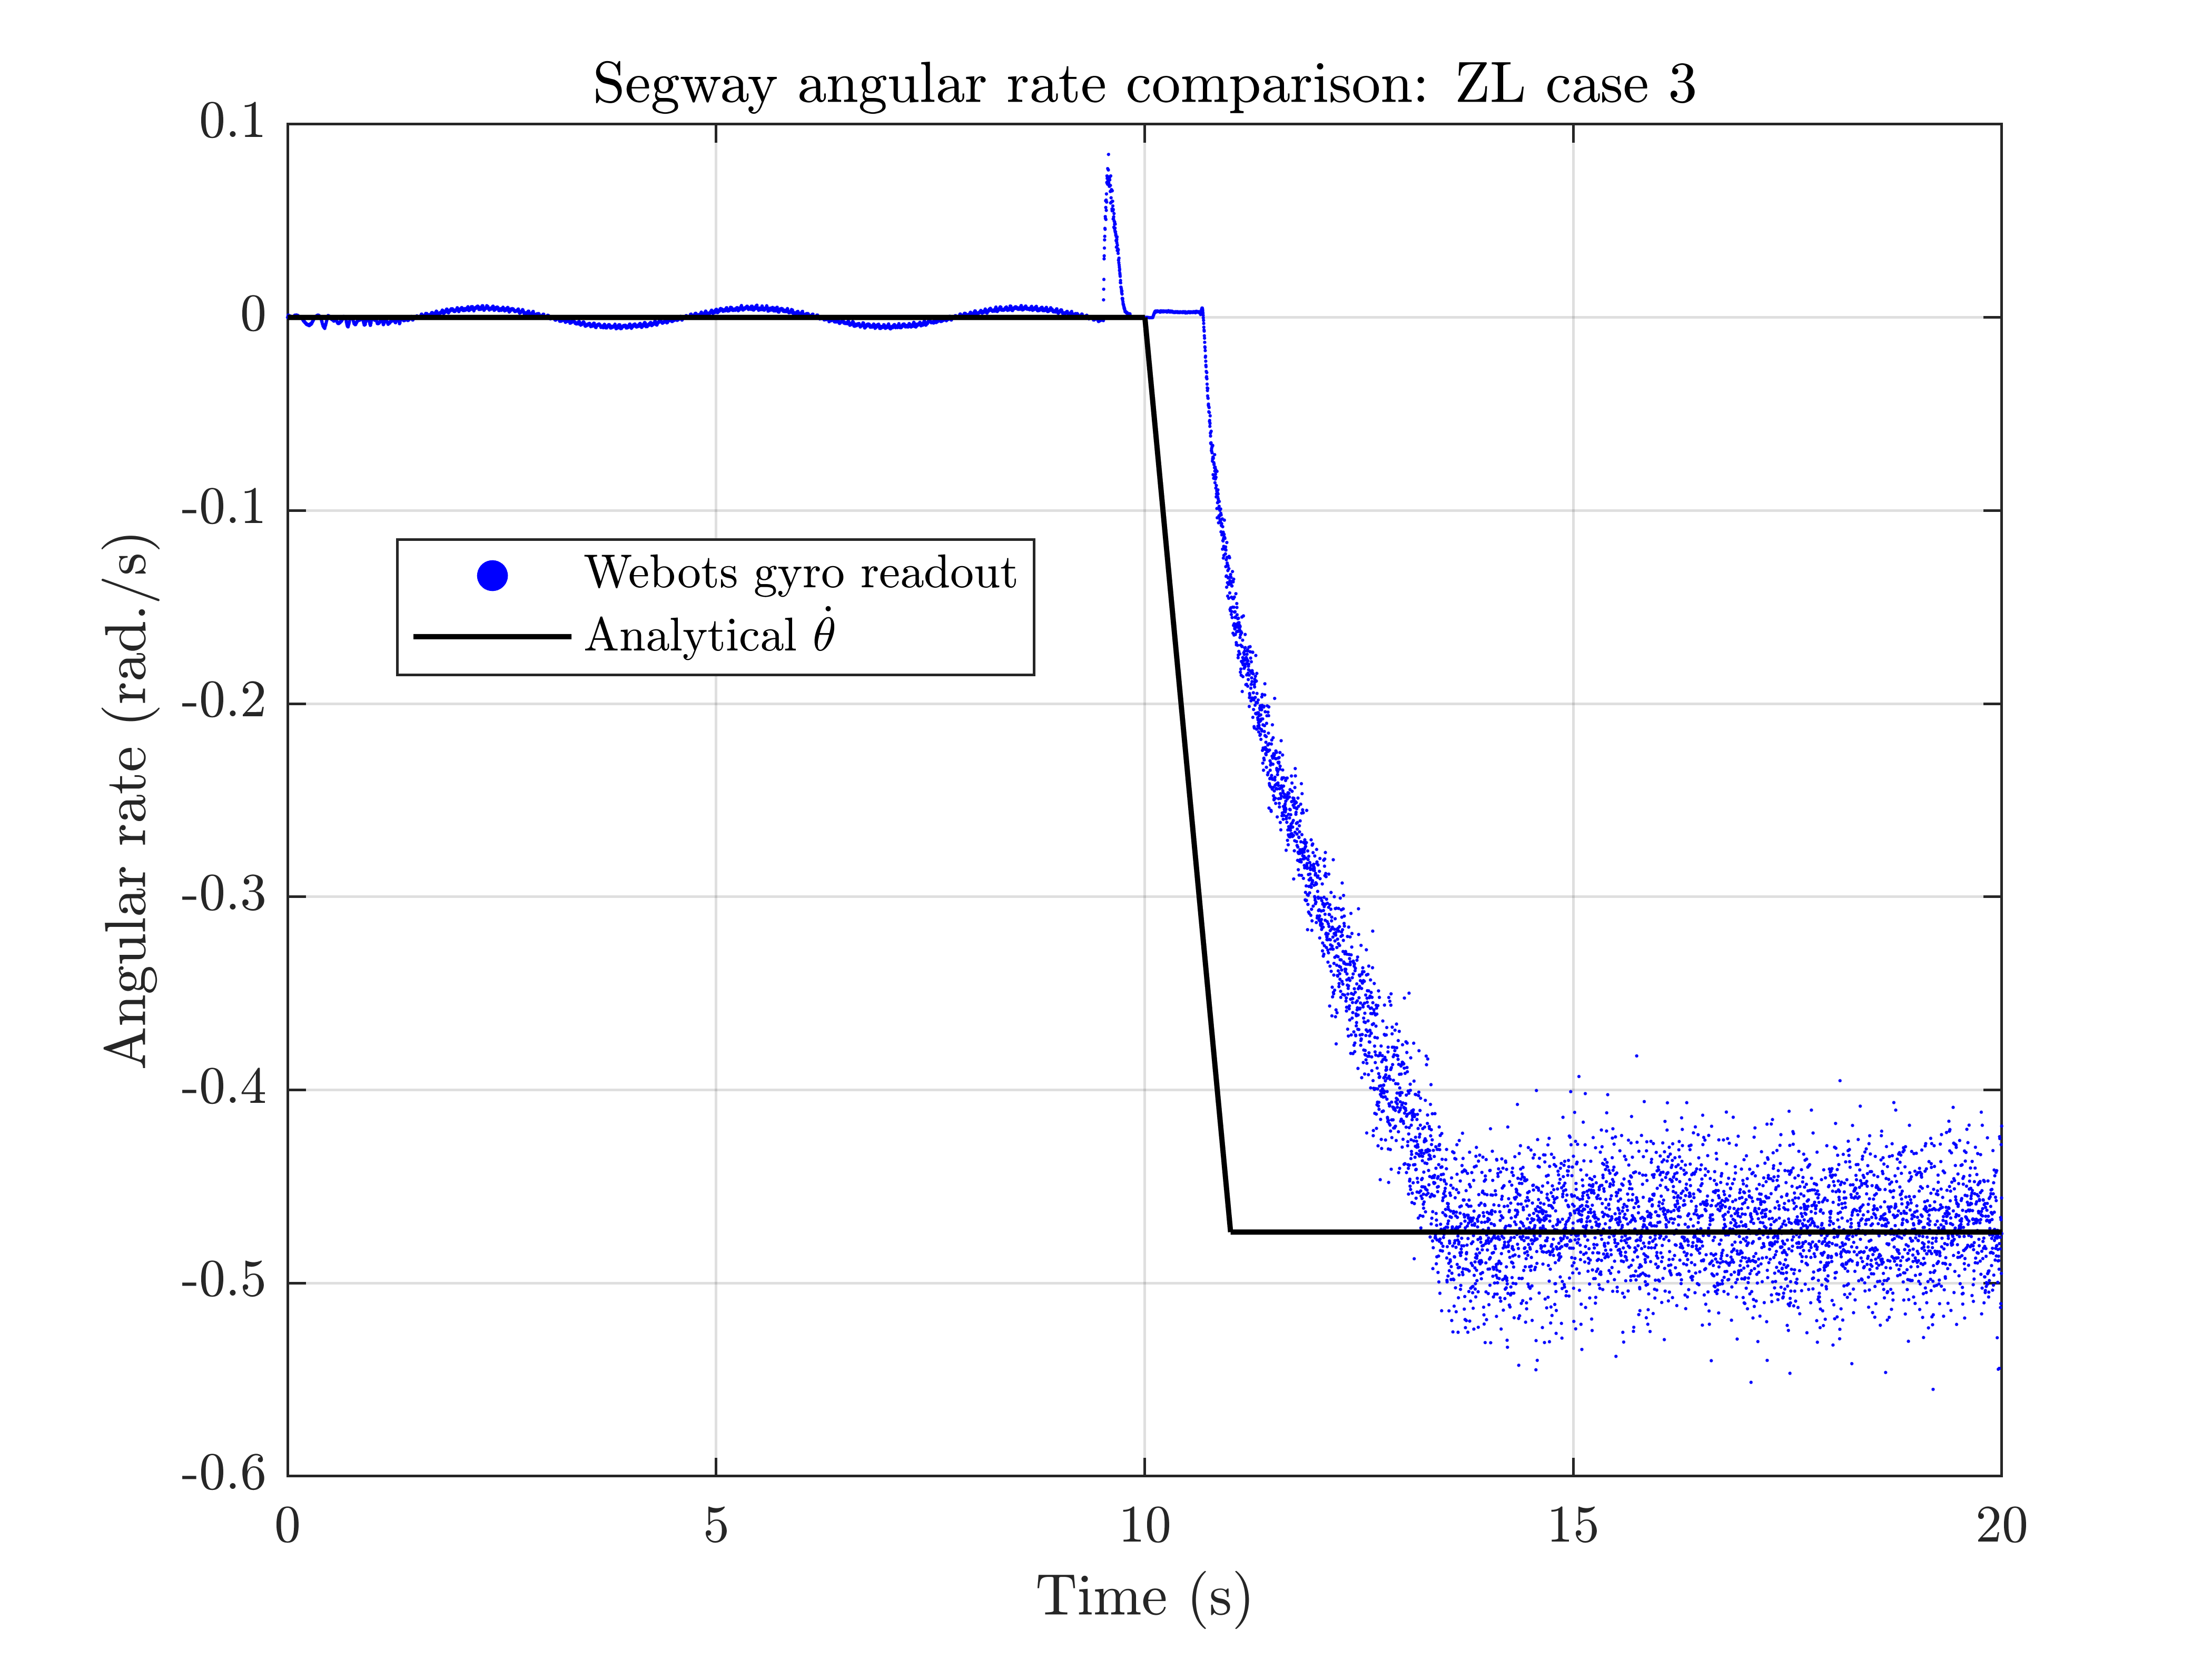 Segway angular rate comparison: ZL case 3
0.1
0
-0.1
-0.2
-0.3
-0.4
-0.5
-0.6
Angular rate (rad./s)
Webots gyro readout
Analytical θ̇
0 5 10 15 20
Time (s)